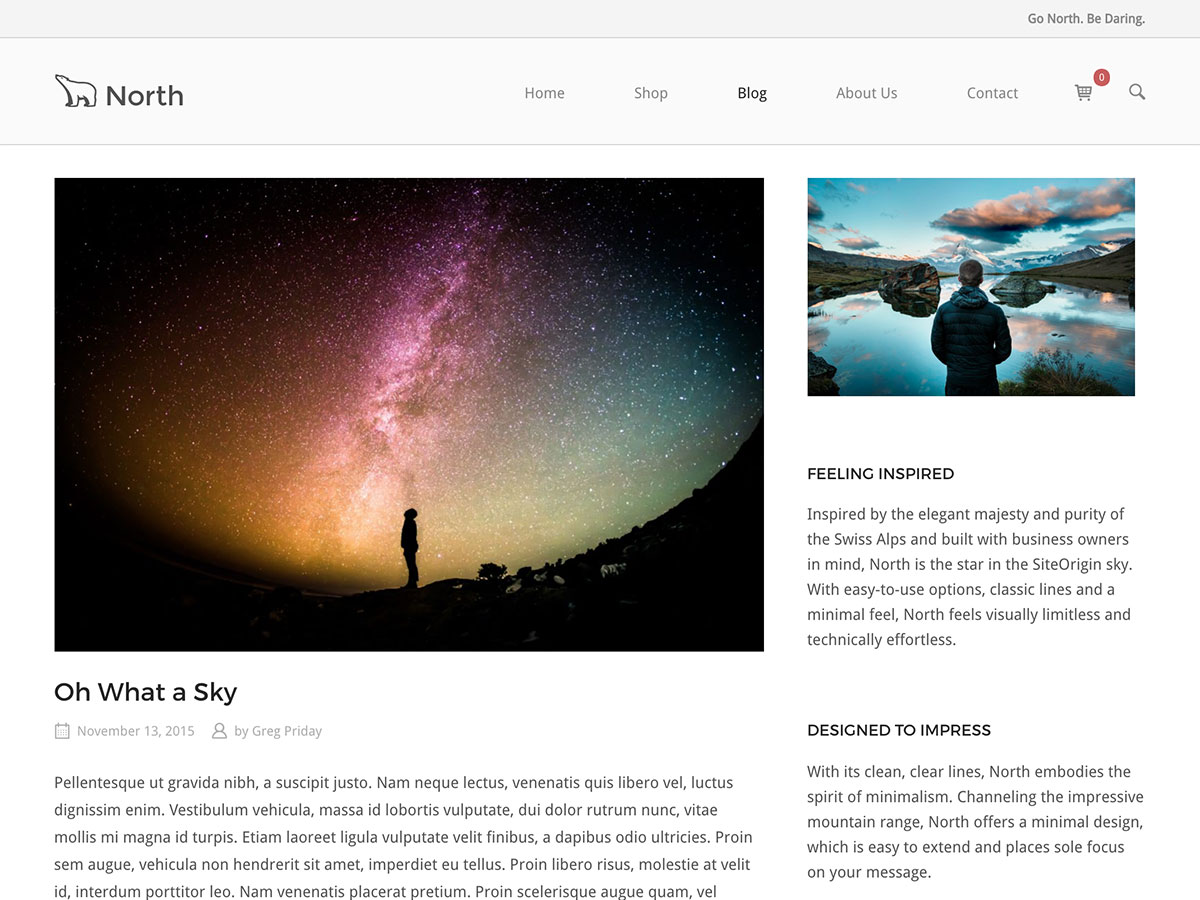 Go North. Be Daring.
North
Home Shop Blog About Us Contact 0
Oh What a Sky
November 13, 2015 by Greg Priday
Pellentesque ut gravida nibh, a suscipit justo. Nam neque lectus, venenatis quis libero vel, luctus
dignissim enim. Vestibulum vehicula, massa id lobortis vulputate, dui dolor rutrum nunc, vitae
mollis mi magna id turpis. Etiam laoreet ligula vulputate velit finibus, a dapibus odio ultricies. Proin
sem augue, vehicula non hendrerit sit amet, imperdiet eu tellus. Proin libero risus, molestie at velit
id, interdum porttitor leo. Nam venenatis placerat pretium. Proin scelerisque augue quam, vel
FEELING INSPIRED
Inspired by the elegant majesty and purity of
the Swiss Alps and built with business owners
in mind, North is the star in the SiteOrigin sky.
With easy-to-use options, classic lines and a
minimal feel, North feels visually limitless and
technically effortless.
DESIGNED TO IMPRESS
With its clean, clear lines, North embodies the
spirit of minimalism. Channeling the impressive
mountain range, North offers a minimal design,
which is easy to extend and places sole focus
on your message.